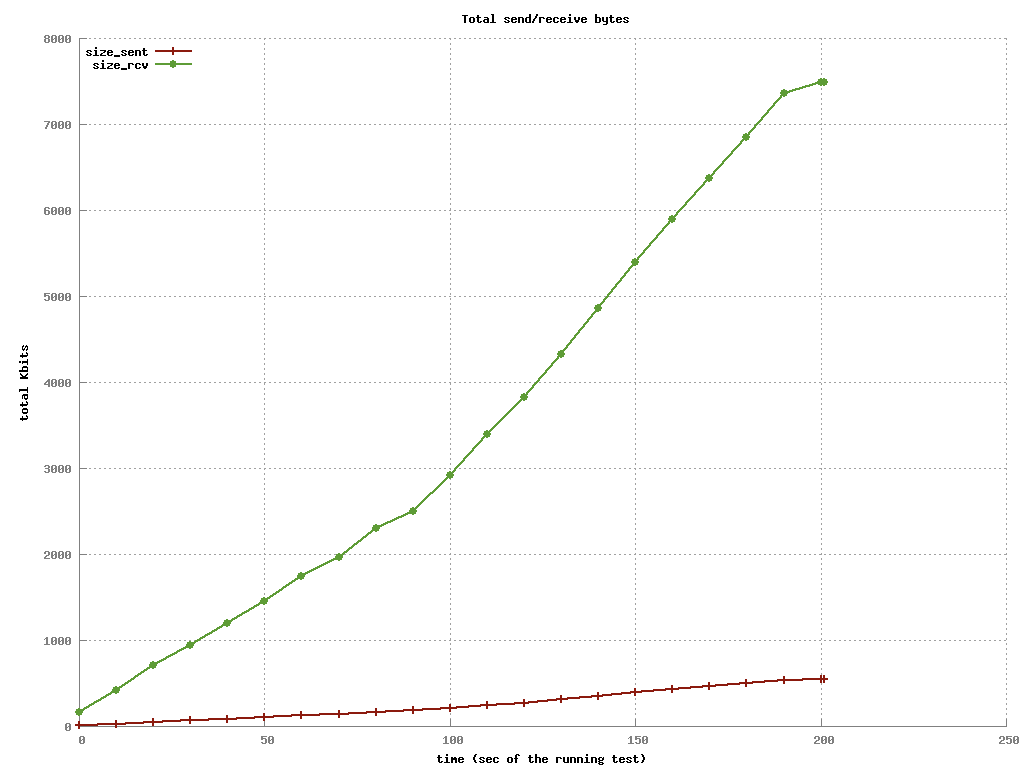 Total send/receive bytes
8000
size_sent
size_rcv
7000
6000
5000
total Kbits
4000
3000
2000
1000
0
0 50 100 150 200 250
time (sec of the running test)